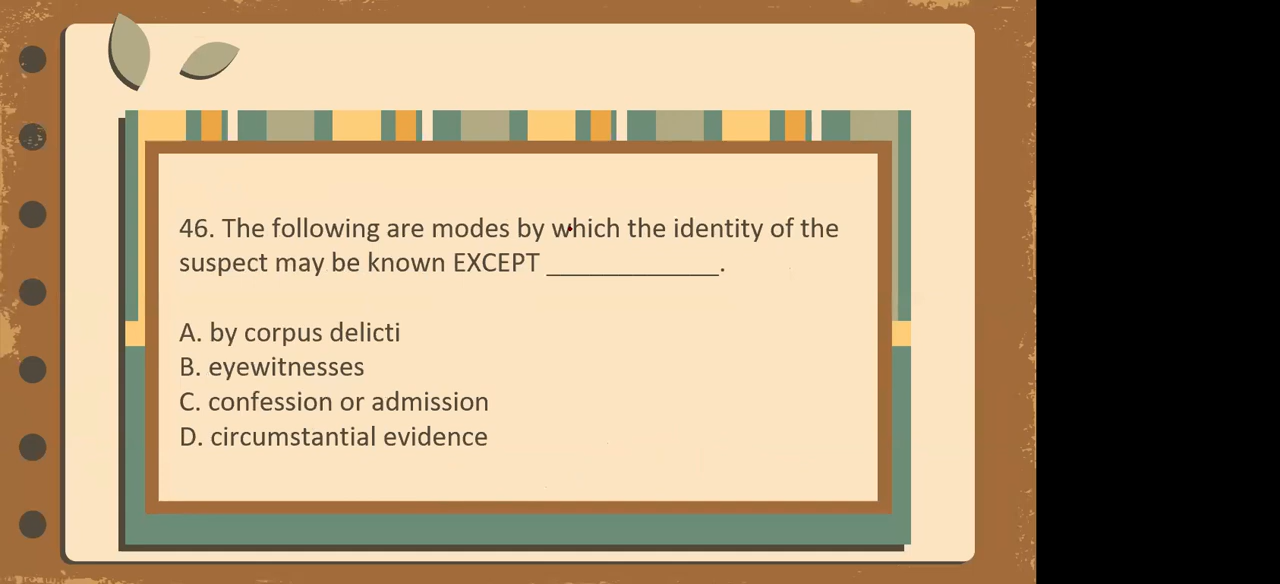 46. The following are modes by which the identity of the
suspect may be known EXCEPT _____________.
A. by corpus delicti
B. eyewitnesses
C. confession or admission
D. circumstantial evidence